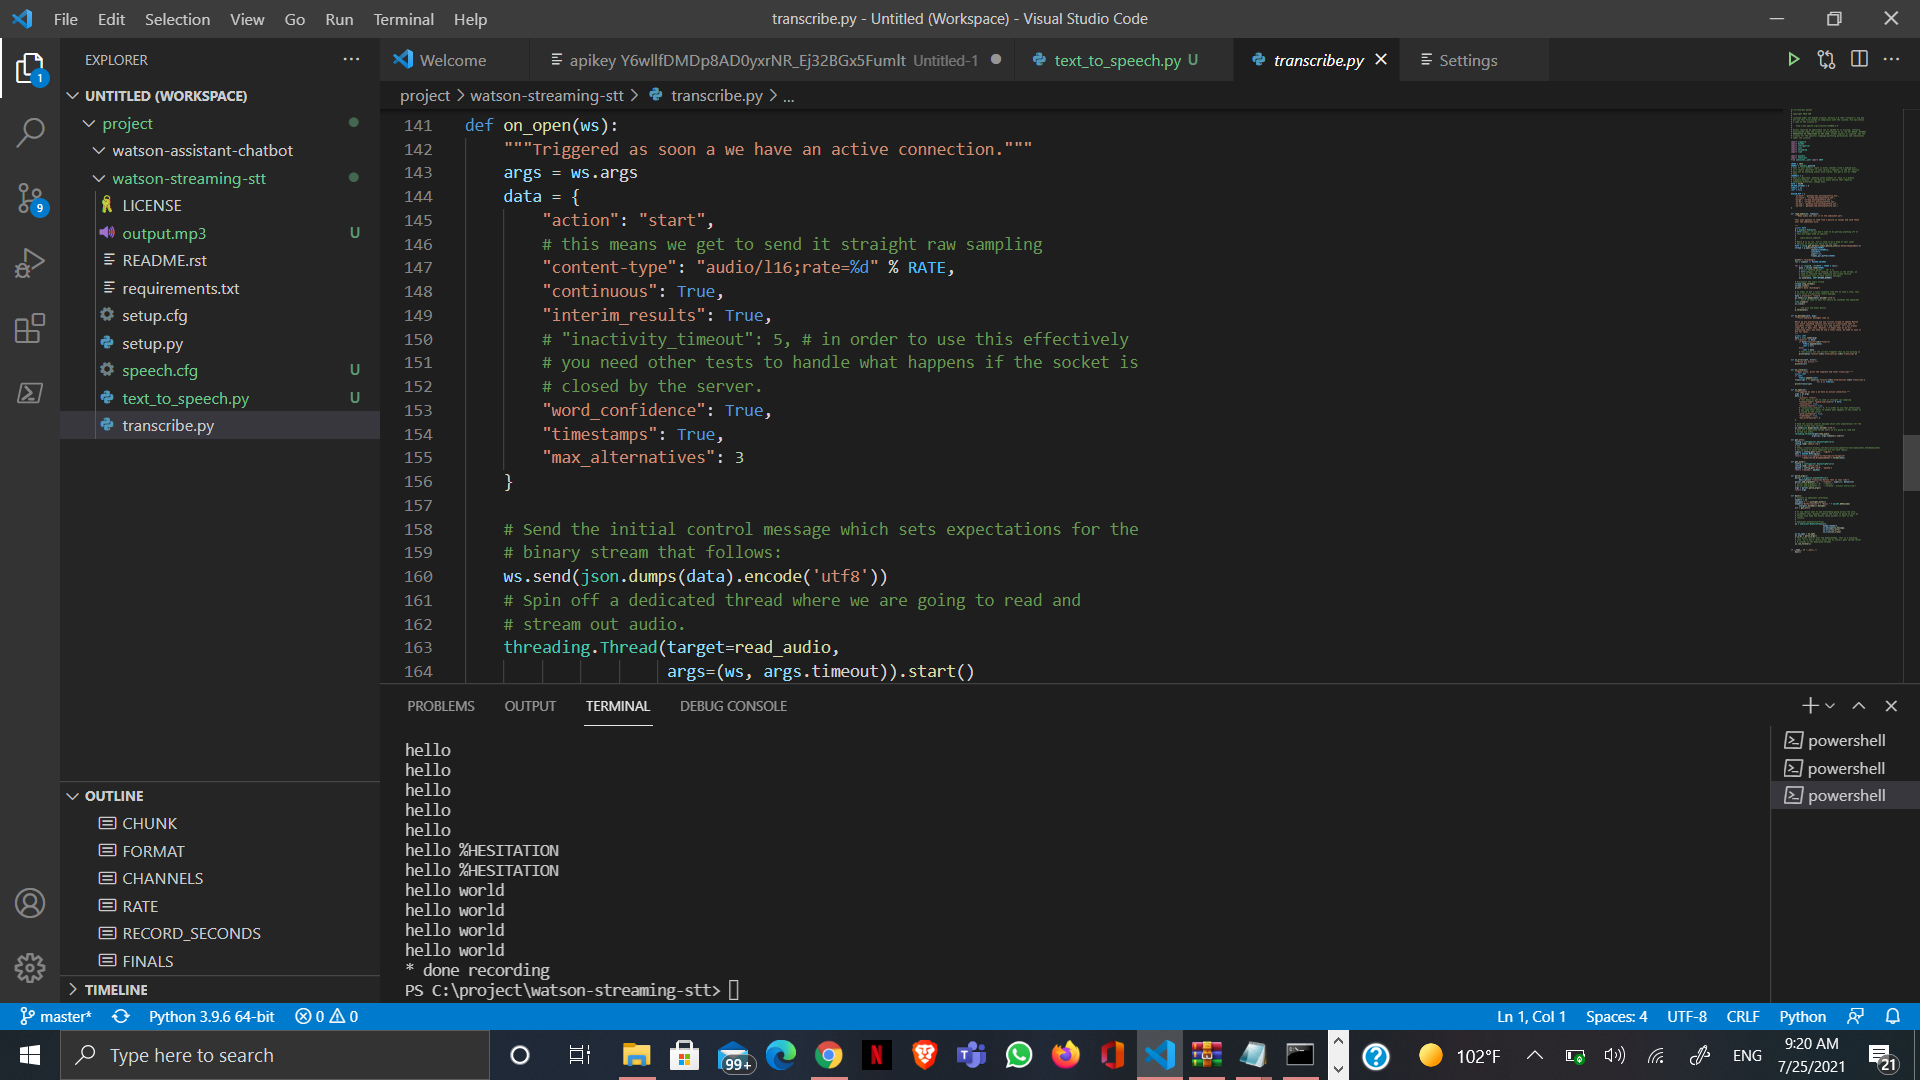 File Edit Selection View Go Run Terminal Help
transcribe.py - Untitled (Workspace) - Visual Studio Code
EXPLORER
Welcome
apikey Y6wllfDMDp8AD0yxrNR_Ej32BGx5Fumlt Untitled-1
text_to_speech.py U
transcribe.py
Settings
1
UNTITLED (WORKSPACE)
project
watson-assistant-chatbot
watson-streaming-stt
LICENSE
output.mp3 U
README.rst
requirements.txt
setup.cfg
setup.py
speech.cfg U
text_to_speech.py U
transcribe.py
9
OUTLINE
CHUNK
FORMAT
CHANNELS
RATE
RECORD_SECONDS
FINALS
TIMELINE
project > watson-streaming-stt > transcribe.py > ...
141 def on_open(ws):
142 """Triggered as soon a we have an active connection."""
143 args = ws.args
144 data = {
145 "action": "start",
146 # this means we get to send it straight raw sampling
147 "content-type": "audio/l16;rate=%d" % RATE,
148 "continuous": True,
149 "interim_results": True,
150 # "inactivity_timeout": 5, # in order to use this effectively
151 # you need other tests to handle what happens if the socket is
152 # closed by the server.
153 "word_confidence": True,
154 "timestamps": True,
155 "max_alternatives": 3
156 }
157
158 # Send the initial control message which sets expectations for the
159 # binary stream that follows:
160 ws.send(json.dumps(data).encode('utf8'))
161 # Spin off a dedicated thread where we are going to read and
162 # stream out audio.
163 threading.Thread(target=read_audio,
164 args=(ws, args.timeout)).start()
PROBLEMS OUTPUT TERMINAL DEBUG CONSOLE
hello
hello
hello
hello
hello
hello %HESITATION
hello %HESITATION
hello world
hello world
hello world
hello world
* done recording
PS C:\project\watson-streaming-stt>
powershell
powershell
powershell
master* Python 3.9.6 64-bit 0 0
Ln 1, Col 1 Spaces: 4 UTF-8 CRLF Python
Type here to search
99+
102°F
ENG
9:20 AM
7/25/2021
21